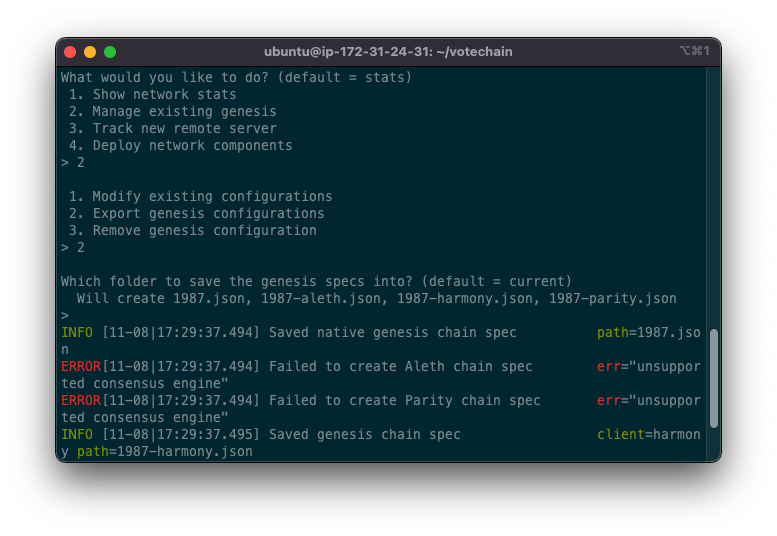 ubuntu@ip-172-31-24-31: ~/votechain ⌥⌘1
What would you like to do? (default = stats)
 1. Show network stats
 2. Manage existing genesis
 3. Track new remote server
 4. Deploy network components
> 2
 1. Modify existing configurations
 2. Export genesis configurations
 3. Remove genesis configuration
> 2
Which folder to save the genesis specs into? (default = current)
  Will create 1987.json, 1987-aleth.json, 1987-harmony.json, 1987-parity.json
>
INFO [11-08|17:29:37.494] Saved native genesis chain spec          path=1987.jso
n
ERROR[11-08|17:29:37.494] Failed to create Aleth chain spec        err="unsuppor
ted consensus engine"
ERROR[11-08|17:29:37.494] Failed to create Parity chain spec       err="unsuppor
ted consensus engine"
INFO [11-08|17:29:37.495] Saved genesis chain spec                 client=harmon
y path=1987-harmony.json